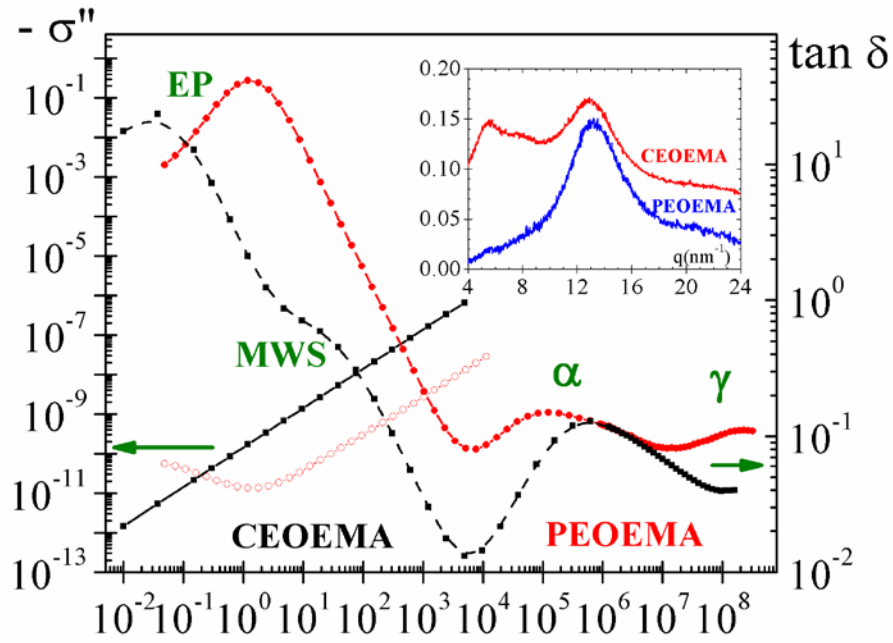 - σ"
tan δ
10⁻¹
10⁻³
10⁻⁵
10⁻⁷
10⁻⁹
10⁻¹¹
10⁻¹³
EP
MWS
α
γ
CEOEMA
PEOEMA
0.20
0.15
0.10
0.05
0.00
CEOEMA
PEOEMA
q(nm⁻¹)
4 8 12 16 20 24
10¹
10⁰
10⁻¹
10⁻²
10⁻² 10⁻¹ 10⁰ 10¹ 10² 10³ 10⁴ 10⁵ 10⁶ 10⁷ 10⁸